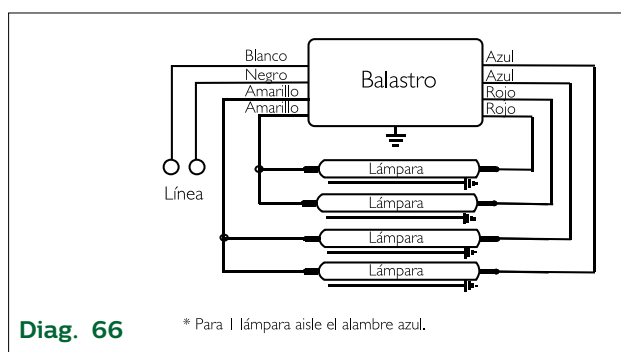 Blanco
Negro
Amarillo
Amarillo
Balastro
Azul
Azul
Rojo
Rojo
Línea
Lámpara
Lámpara
Lámpara
Lámpara
Diag. 66
* Para 1 lámpara aisle el alambre azul.